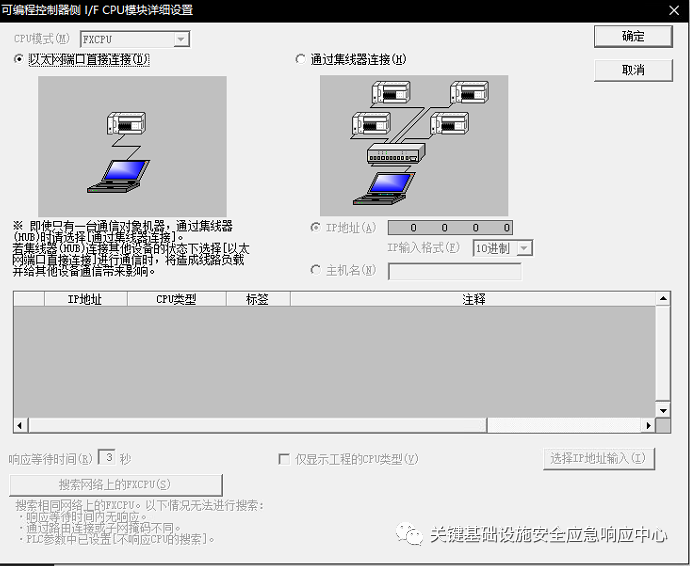 可编程控制器侧 I/F CPU模块详细设置
CPU模式(M) FXCPU
确定
以太网端口直接连接(D) 通过集线器连接(H)
取消
※ 即使只有一台通信对象机器，通过集线器
(HUB)时请选择[通过集线器连接]。
若集线器(HUB)连接其他设备的状态下选择[以太
网端口直接连接]进行通信时，将造成线路负载
并给其他设备通信带来影响。
IP地址(A) 0 0 0 0
IP输入格式(F) 10进制
主机名(N)
IP地址 CPU类型 标签 注释
响应等待时间(R) 3 秒 仅显示工程的CPU类型(V) 选择IP地址输入(I)
搜索网络上的FXCPU(S)
搜索相同网络上的FXCPU。以下情况无法进行搜索:
·响应等待时间内无响应。
·通过路由连接或子网掩码不同。
·PLC参数中已设置[不响应CPU的搜索]。
关键基础设施安全应急响应中心